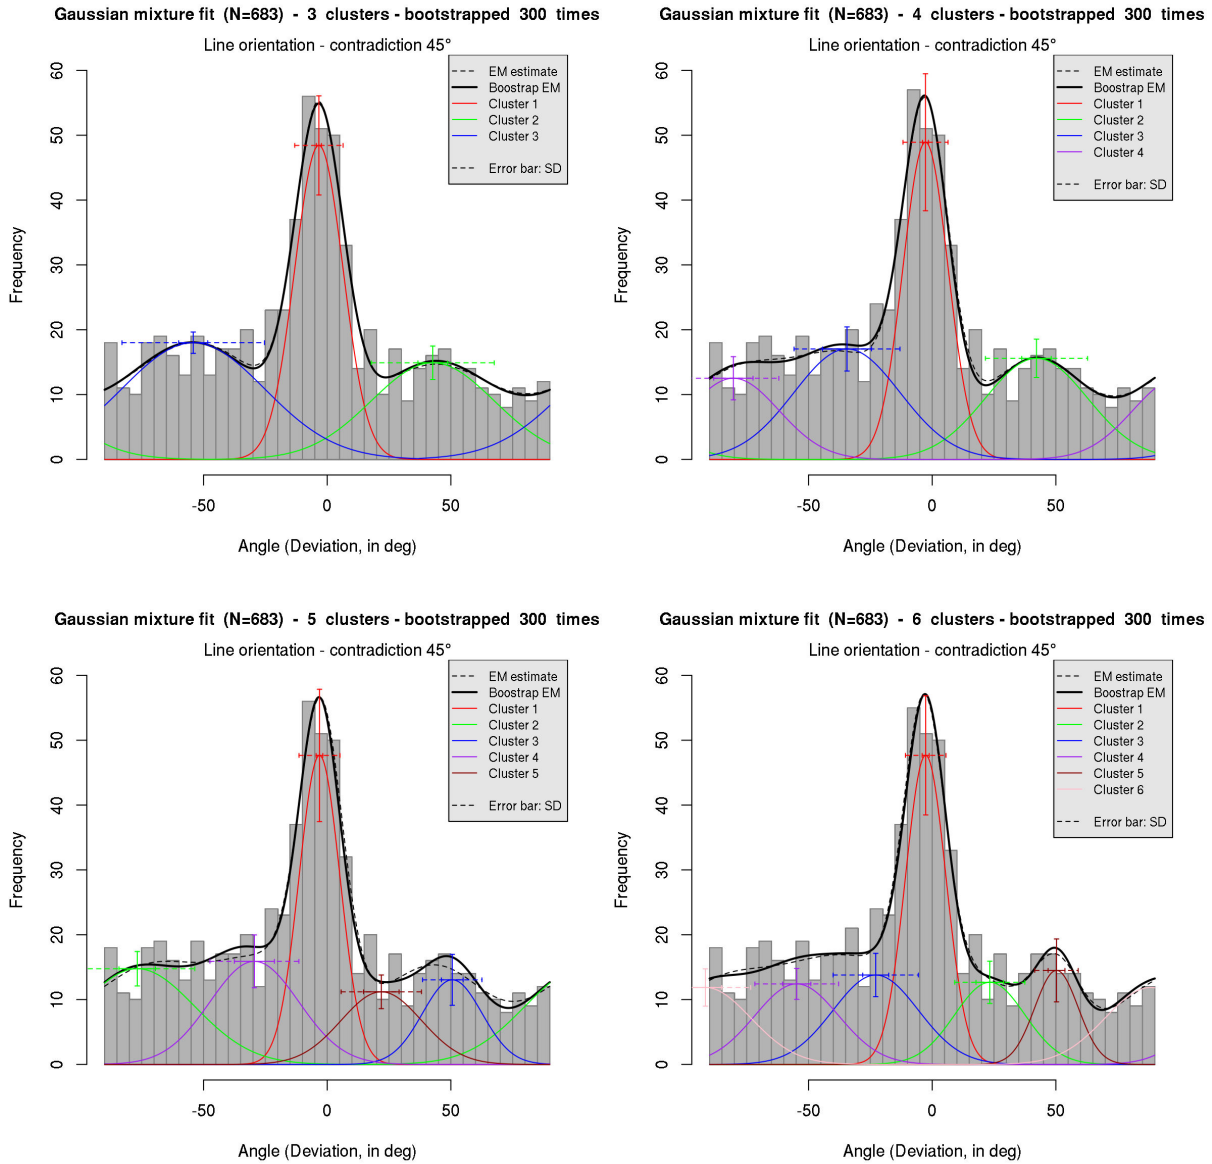 Gaussian mixture fit (N=683) - 3 clusters - bootstrapped 300 times
Line orientation - contradiction 45°
EM estimate
Boostrap EM
Cluster 1
Cluster 2
Cluster 3
Error bar: SD
Frequency
0
10
20
30
40
50
60
-50
0
50
Angle (Deviation, in deg)
Gaussian mixture fit (N=683) - 4 clusters - bootstrapped 300 times
Line orientation - contradiction 45°
EM estimate
Boostrap EM
Cluster 1
Cluster 2
Cluster 3
Cluster 4
Error bar: SD
Frequency
0
10
20
30
40
50
60
-50
0
50
Angle (Deviation, in deg)
Gaussian mixture fit (N=683) - 5 clusters - bootstrapped 300 times
Line orientation - contradiction 45°
EM estimate
Boostrap EM
Cluster 1
Cluster 2
Cluster 3
Cluster 4
Cluster 5
Error bar: SD
Frequency
0
10
20
30
40
50
60
-50
0
50
Angle (Deviation, in deg)
Gaussian mixture fit (N=683) - 6 clusters - bootstrapped 300 times
Line orientation - contradiction 45°
EM estimate
Boostrap EM
Cluster 1
Cluster 2
Cluster 3
Cluster 4
Cluster 5
Cluster 6
Error bar: SD
Frequency
0
10
20
30
40
50
60
-50
0
50
Angle (Deviation, in deg)